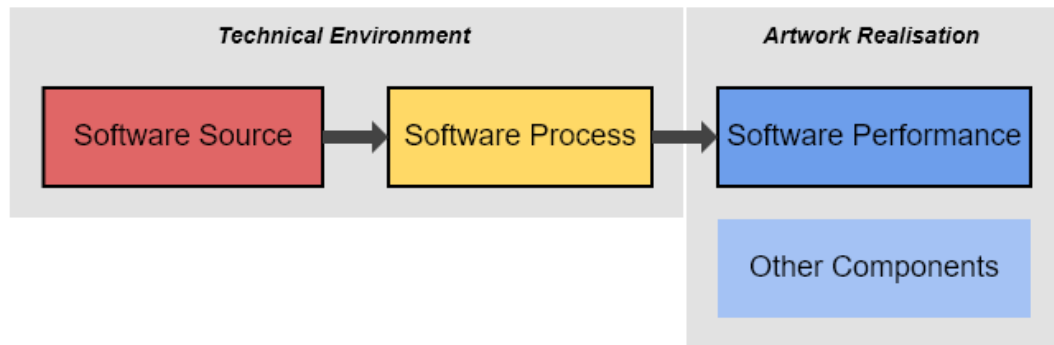 Technical Environment
Artwork Realisation
Software Source
Software Process
Software Performance
Other Components